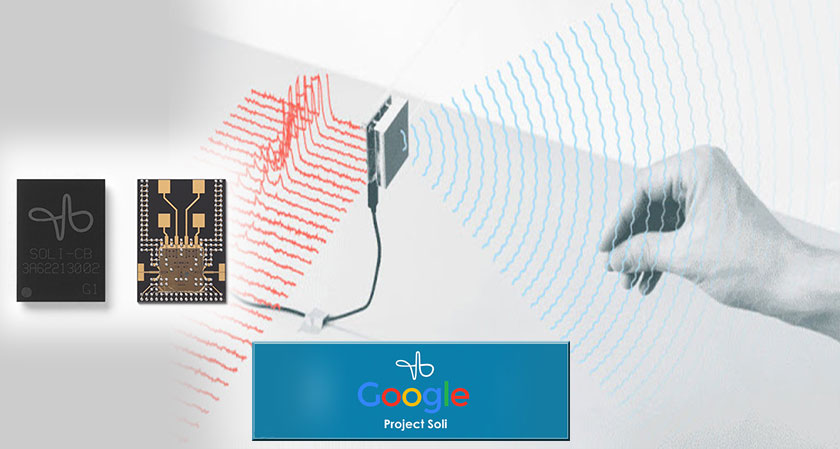 SOLI-CB
3A62213002
G1
Google
Project Soli